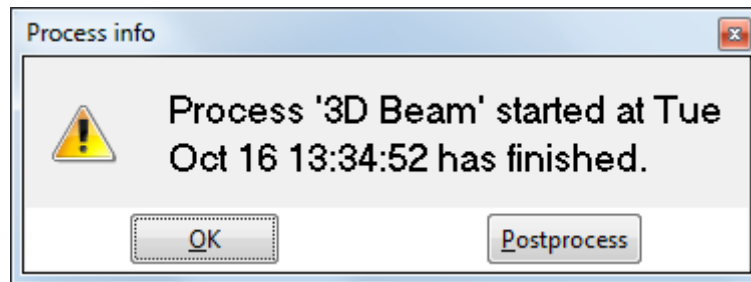 Process info
Process '3D Beam' started at Tue
Oct 16 13:34:52 has finished.
OK
Postprocess